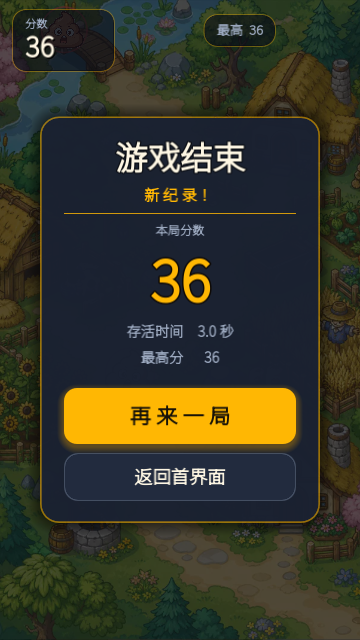 分数
36
最高 36
游戏结束
新纪录！
本局分数
36
存活时间 3.0 秒
最高分 36
再来一局
返回首界面